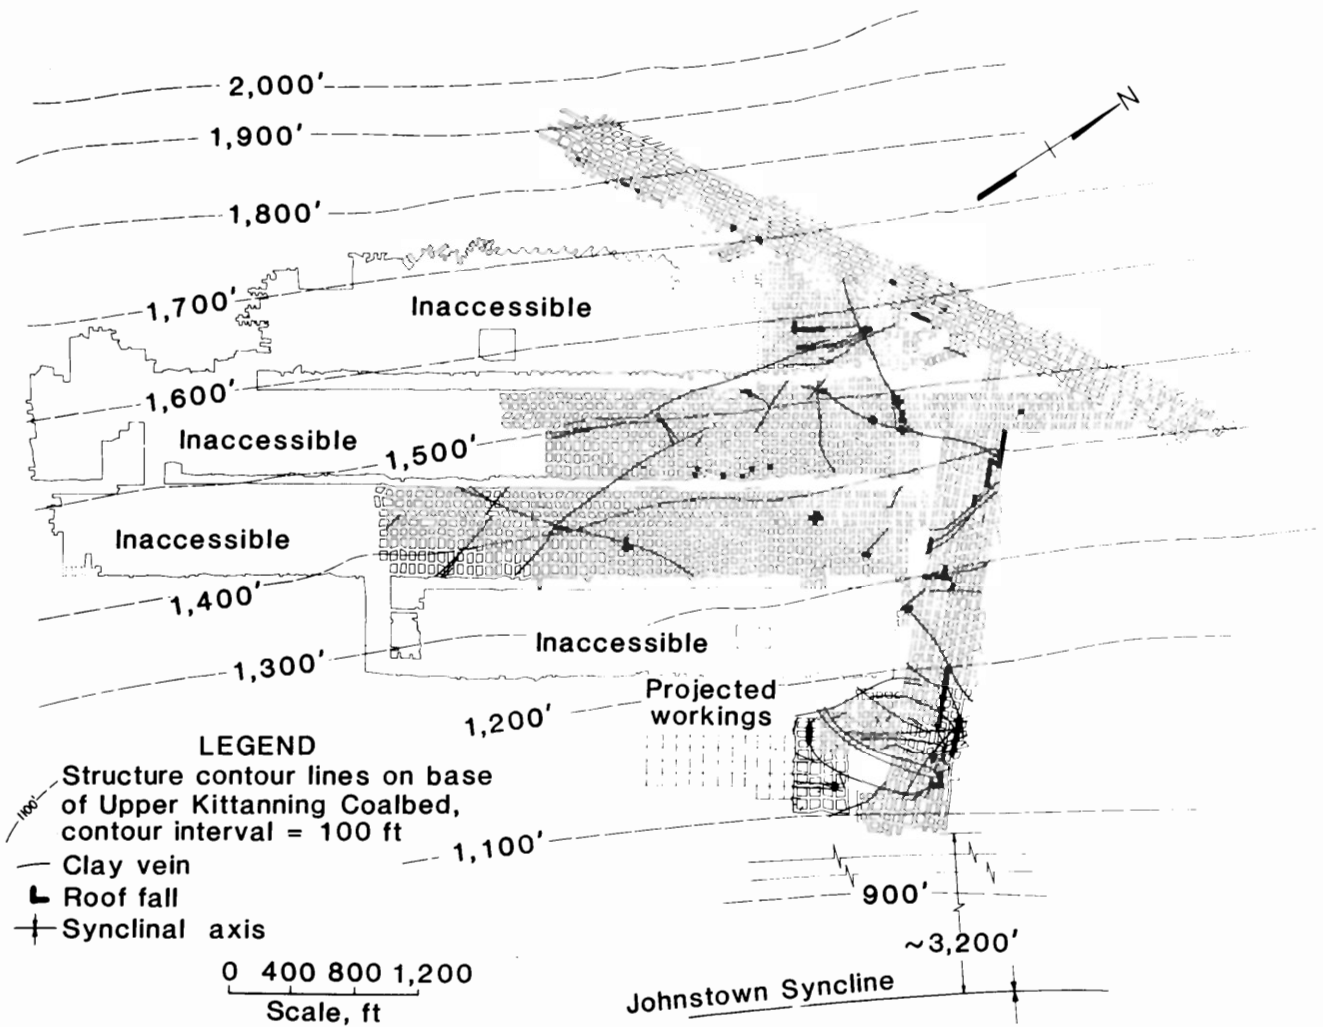 2,000'
N
1,900'
1,800'
1,700'
Inaccessible
1,600'
Inaccessible
1,500'
Inaccessible
1,400'
Inaccessible
1,300'
Projected
workings
1,200'
LEGEND
1100'
Structure contour lines on base
of Upper Kittanning Coalbed,
contour interval = 100 ft
1,100'
Clay vein
Roof fall
900'
Synclinal axis
~3,200'
0 400 800 1,200
Scale, ft
Johnstown Syncline